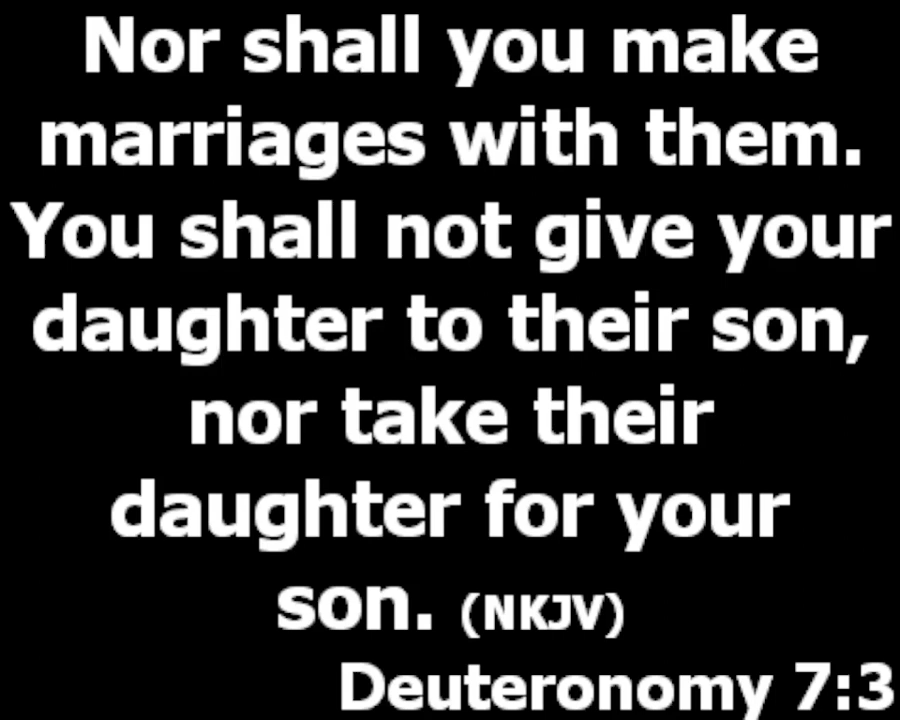 Nor shall you make
marriages with them.
You shall not give your
daughter to their son,
nor take their
daughter for your
son. (NKJV)
Deuteronomy 7:3